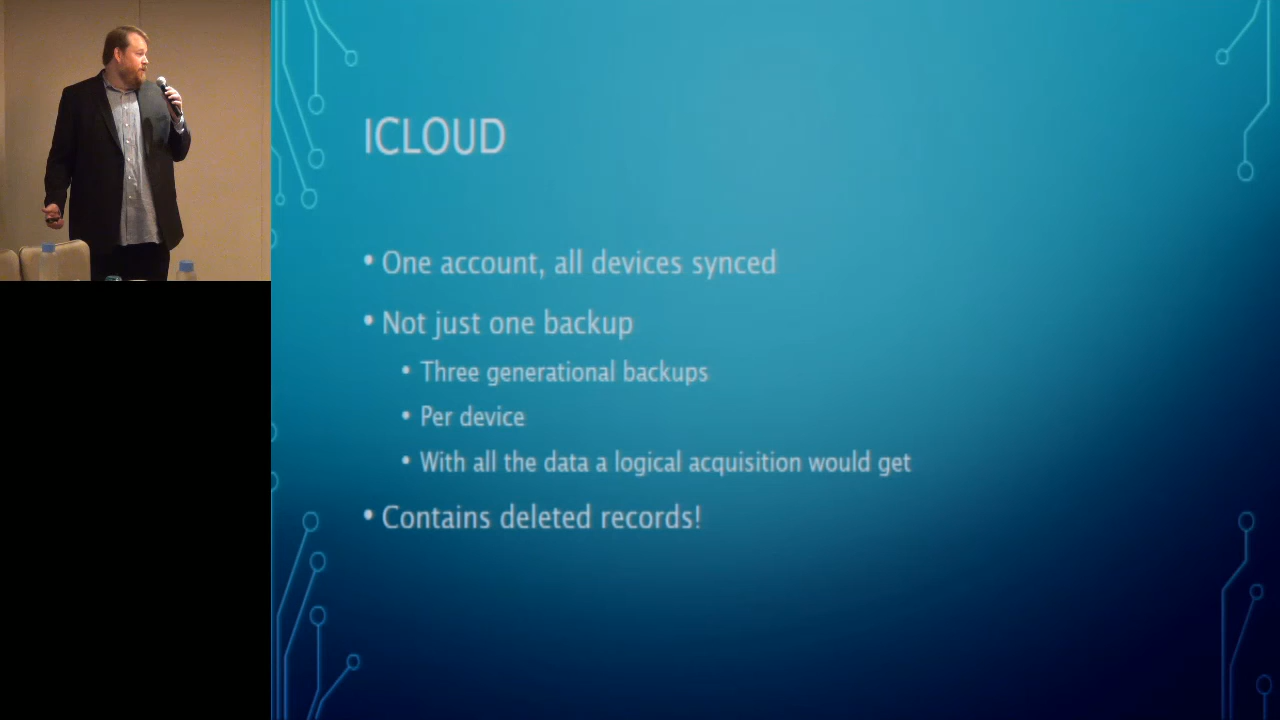 ICLOUD
• One account, all devices synced
• Not just one backup
• Three generational backups
• Per device
• With all the data a logical acquisition would get
• Contains deleted records!